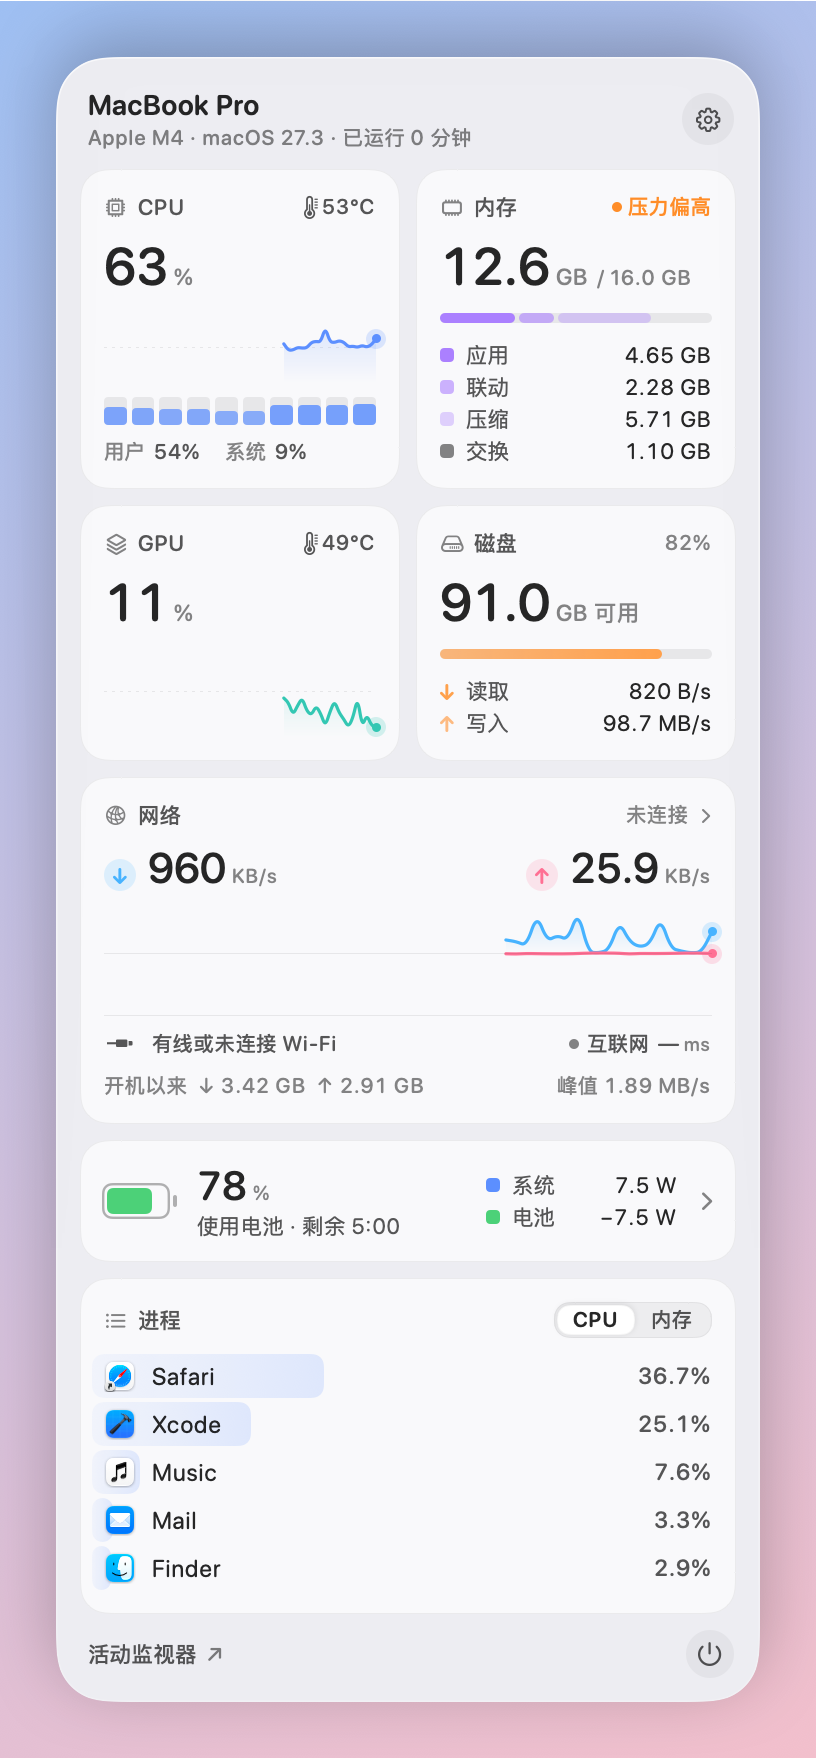 MacBook Pro
Apple M4 · macOS 27.3 · 已运行 0 分钟
CPU 53°C
63 %
用户 54% 系统 9%
内存 压力偏高
12.6 GB / 16.0 GB
应用 4.65 GB
联动 2.28 GB
压缩 5.71 GB
交换 1.10 GB
GPU 49°C
11 %
磁盘 82%
91.0 GB 可用
↓ 读取 820 B/s
↑ 写入 98.7 MB/s
网络 未连接 >
↓ 960 KB/s ↑ 25.9 KB/s
有线或未连接 Wi-Fi 互联网 — ms
开机以来 ↓ 3.42 GB ↑ 2.91 GB 峰值 1.89 MB/s
78 %
使用电池 · 剩余 5:00
系统 7.5 W
电池 −7.5 W
进程 CPU 内存
Safari 36.7%
Xcode 25.1%
Music 7.6%
Mail 3.3%
Finder 2.9%
活动监视器 ↗